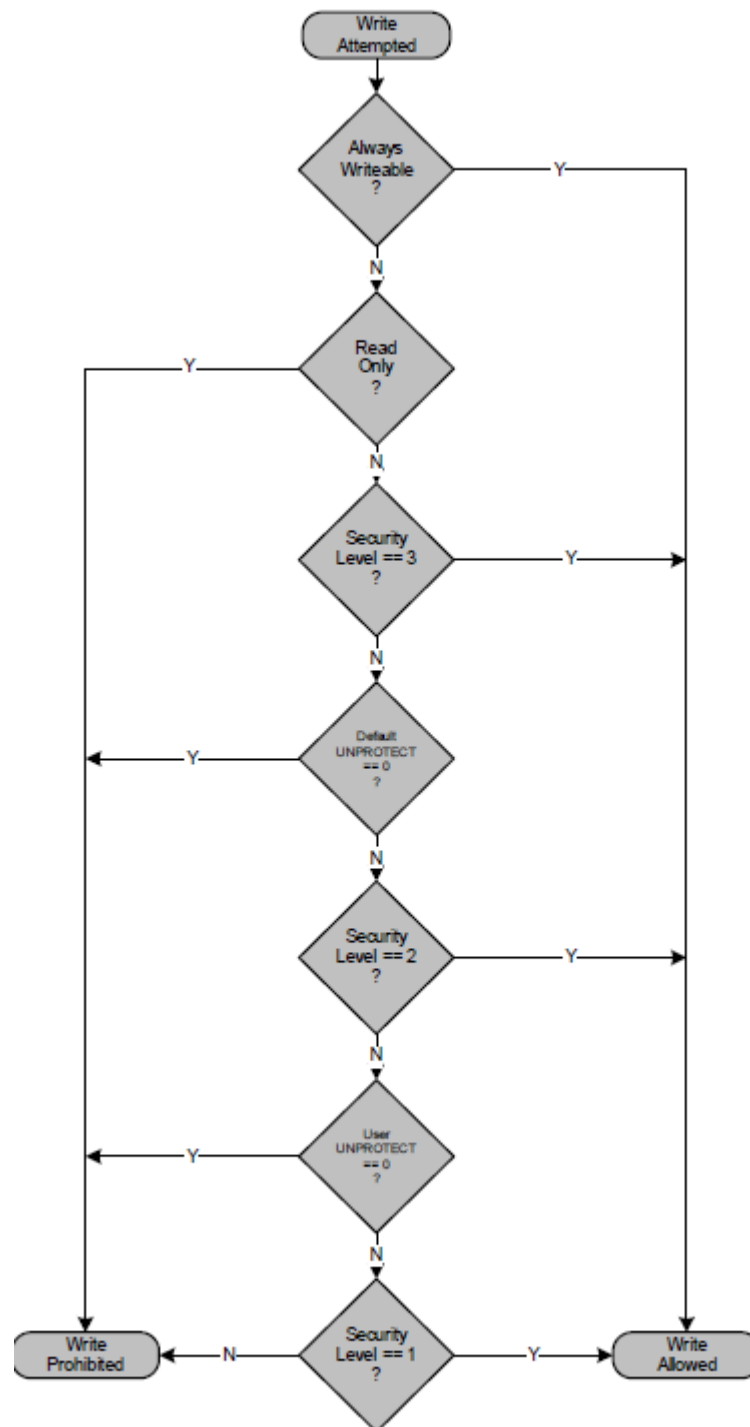 Write
Attempted
Always
Writeable
?
Y
N
Read
Only
?
Y
N
Security
Level == 3
?
Y
N
Default
UNPROTECT
== 0
?
Y
N
Security
Level == 2
?
Y
N
User
UNPROTECT
== 0
?
Y
N
Write
Prohibited
N
Security
Level == 1
?
Y
Write
Allowed